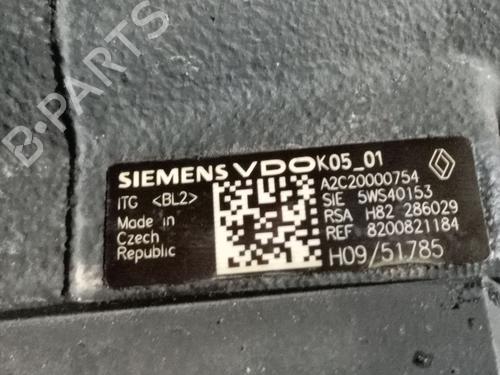 B-PARTS
SIEMENS VDO K05_01
ITG <BL2>
Made in
Czech
Republic
A2C20000754
SIE 5WS40153
RSA H82 286029
REF 8200821184
H09/51785